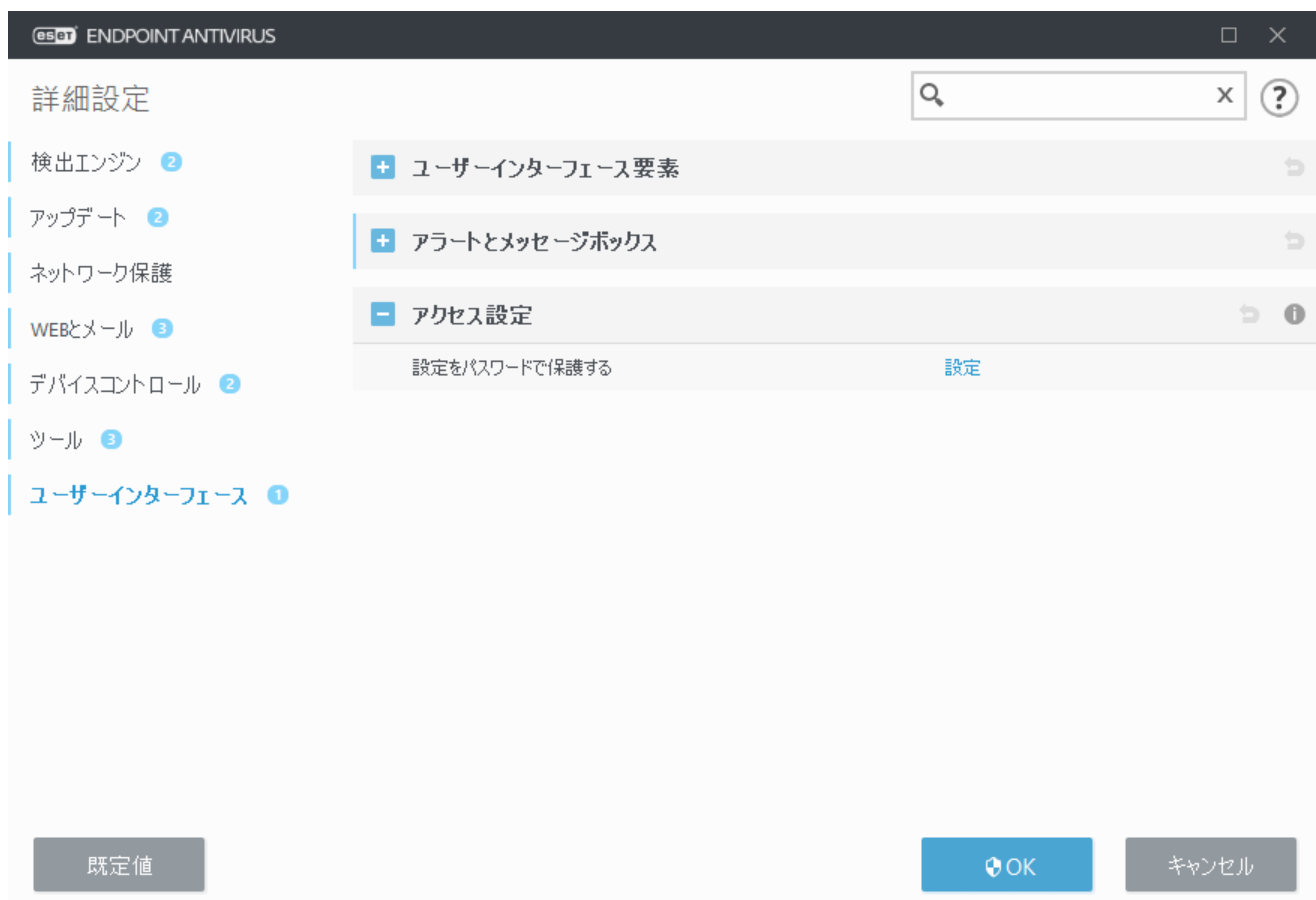 eset ENDPOINT ANTIVIRUS
詳細設定
検出エンジン 2
アップデート 2
ネットワーク保護
WEBとメール 3
デバイスコントロール 2
ツール 3
ユーザーインターフェース 1
ユーザーインターフェース要素
アラートとメッセージボックス
アクセス設定
設定をパスワードで保護する 設定
既定値
OK
キャンセル